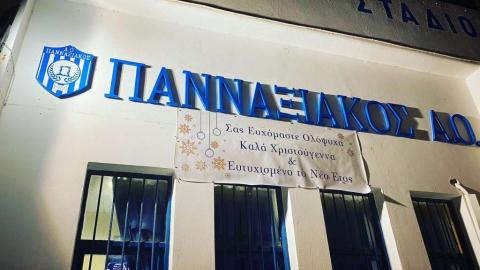 ΣΤΑΔΙΟ
Α.Ο.
ΠΑΝΝΑΞΙΑΚΟΣ
ΠΑΝΝΑΞΙΑΚΟΣ Α.Ο.
Σας Ευχόμαστε Ολόψυχα
Καλά Χριστούγεννα
&
Ευτυχισμένο το Νέο Έτος